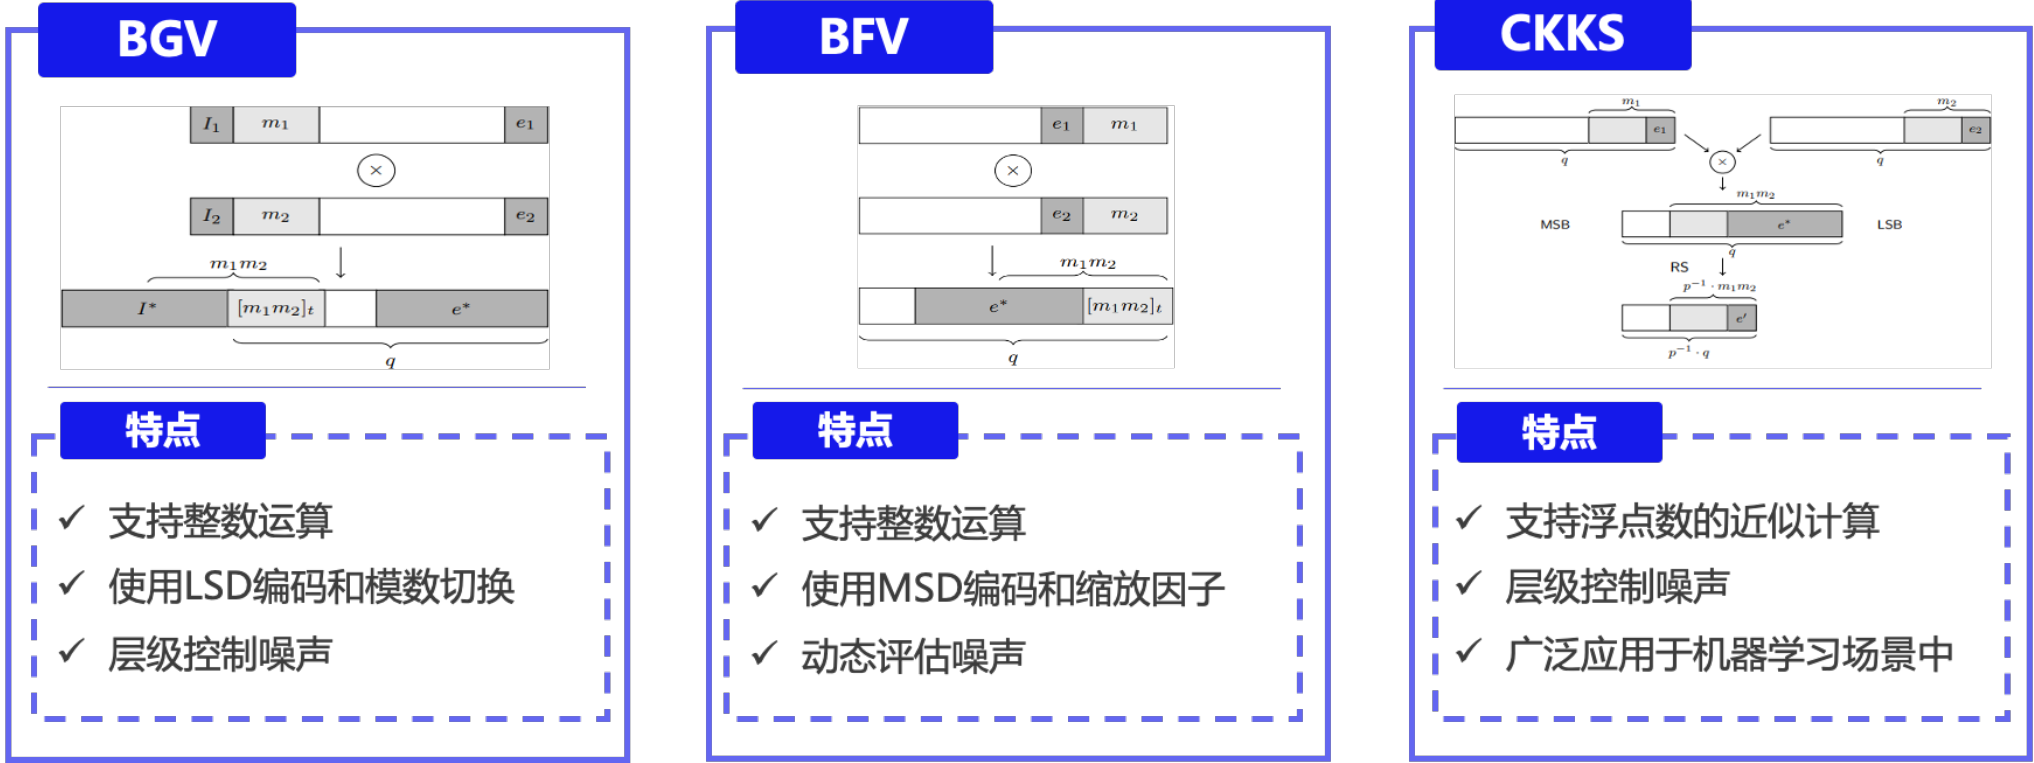 BGV
I₁ m₁ e₁
×
I₂ m₂ e₂
m₁m₂
I* [m₁m₂]ₜ e*
q
特点
✓ 支持整数运算
✓ 使用LSD编码和模数切换
✓ 层级控制噪声
BFV
e₁ m₁
×
e₂ m₂
m₁m₂
e* [m₁m₂]ₜ
q
特点
✓ 支持整数运算
✓ 使用MSD编码和缩放因子
✓ 动态评估噪声
CKKS
m₁ m₂
e₁ e₂
q × q
m₁m₂
MSB e* LSB
q
RS
p⁻¹ · m₁m₂
e′
p⁻¹ · q
特点
✓ 支持浮点数的近似计算
✓ 层级控制噪声
✓ 广泛应用于机器学习场景中